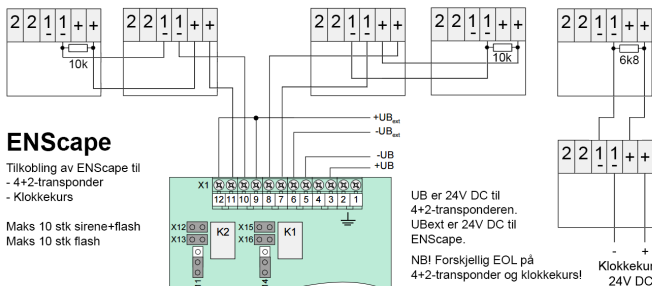 2 2 1 1 + +
- -
10k
2 2 1 1 + +
- -
2 2 1 1 + +
- -
2 2 1 1 + +
- -
10k
2 2 1 1 + +
- -
6k8
+UBext
-UBext
-UB
+UB
ENScape
Tilkobling av ENScape til
- 4+2-transponder
- Klokkekurs
Maks 10 stk sirene+flash
Maks 10 stk flash
X1
12 11 10 9 8 7 6 5 4 3 2 1
X12
X13
K2
X15
X16
K1
UB er 24V DC til
4+2-transponderen.
UBext er 24V DC til
ENScape.
NB! Forskjellig EOL på
4+2-transponder og klokkekurs!
2 2 1 1 + +
- -
- +
Klokkekurs
24V DC